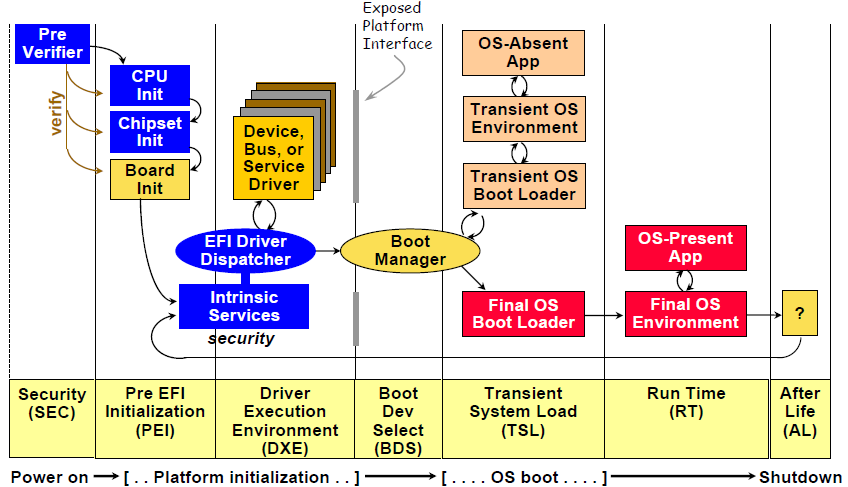 Exposed
Platform
Interface
Pre
Verifier
verify
CPU
Init
Chipset
Init
Board
Init
Device,
Bus, or
Service
Driver
EFI Driver
Dispatcher
Intrinsic
Services
security
Boot
Manager
OS-Absent
App
Transient OS
Environment
Transient OS
Boot Loader
Final OS
Boot Loader
OS-Present
App
Final OS
Environment
?
Security
(SEC)
Pre EFI
Initialization
(PEI)
Driver
Execution
Environment
(DXE)
Boot
Dev
Select
(BDS)
Transient
System Load
(TSL)
Run Time
(RT)
After
Life
(AL)
Power on [ . . Platform initialization . . ] [ . . . . OS boot . . . . ] Shutdown